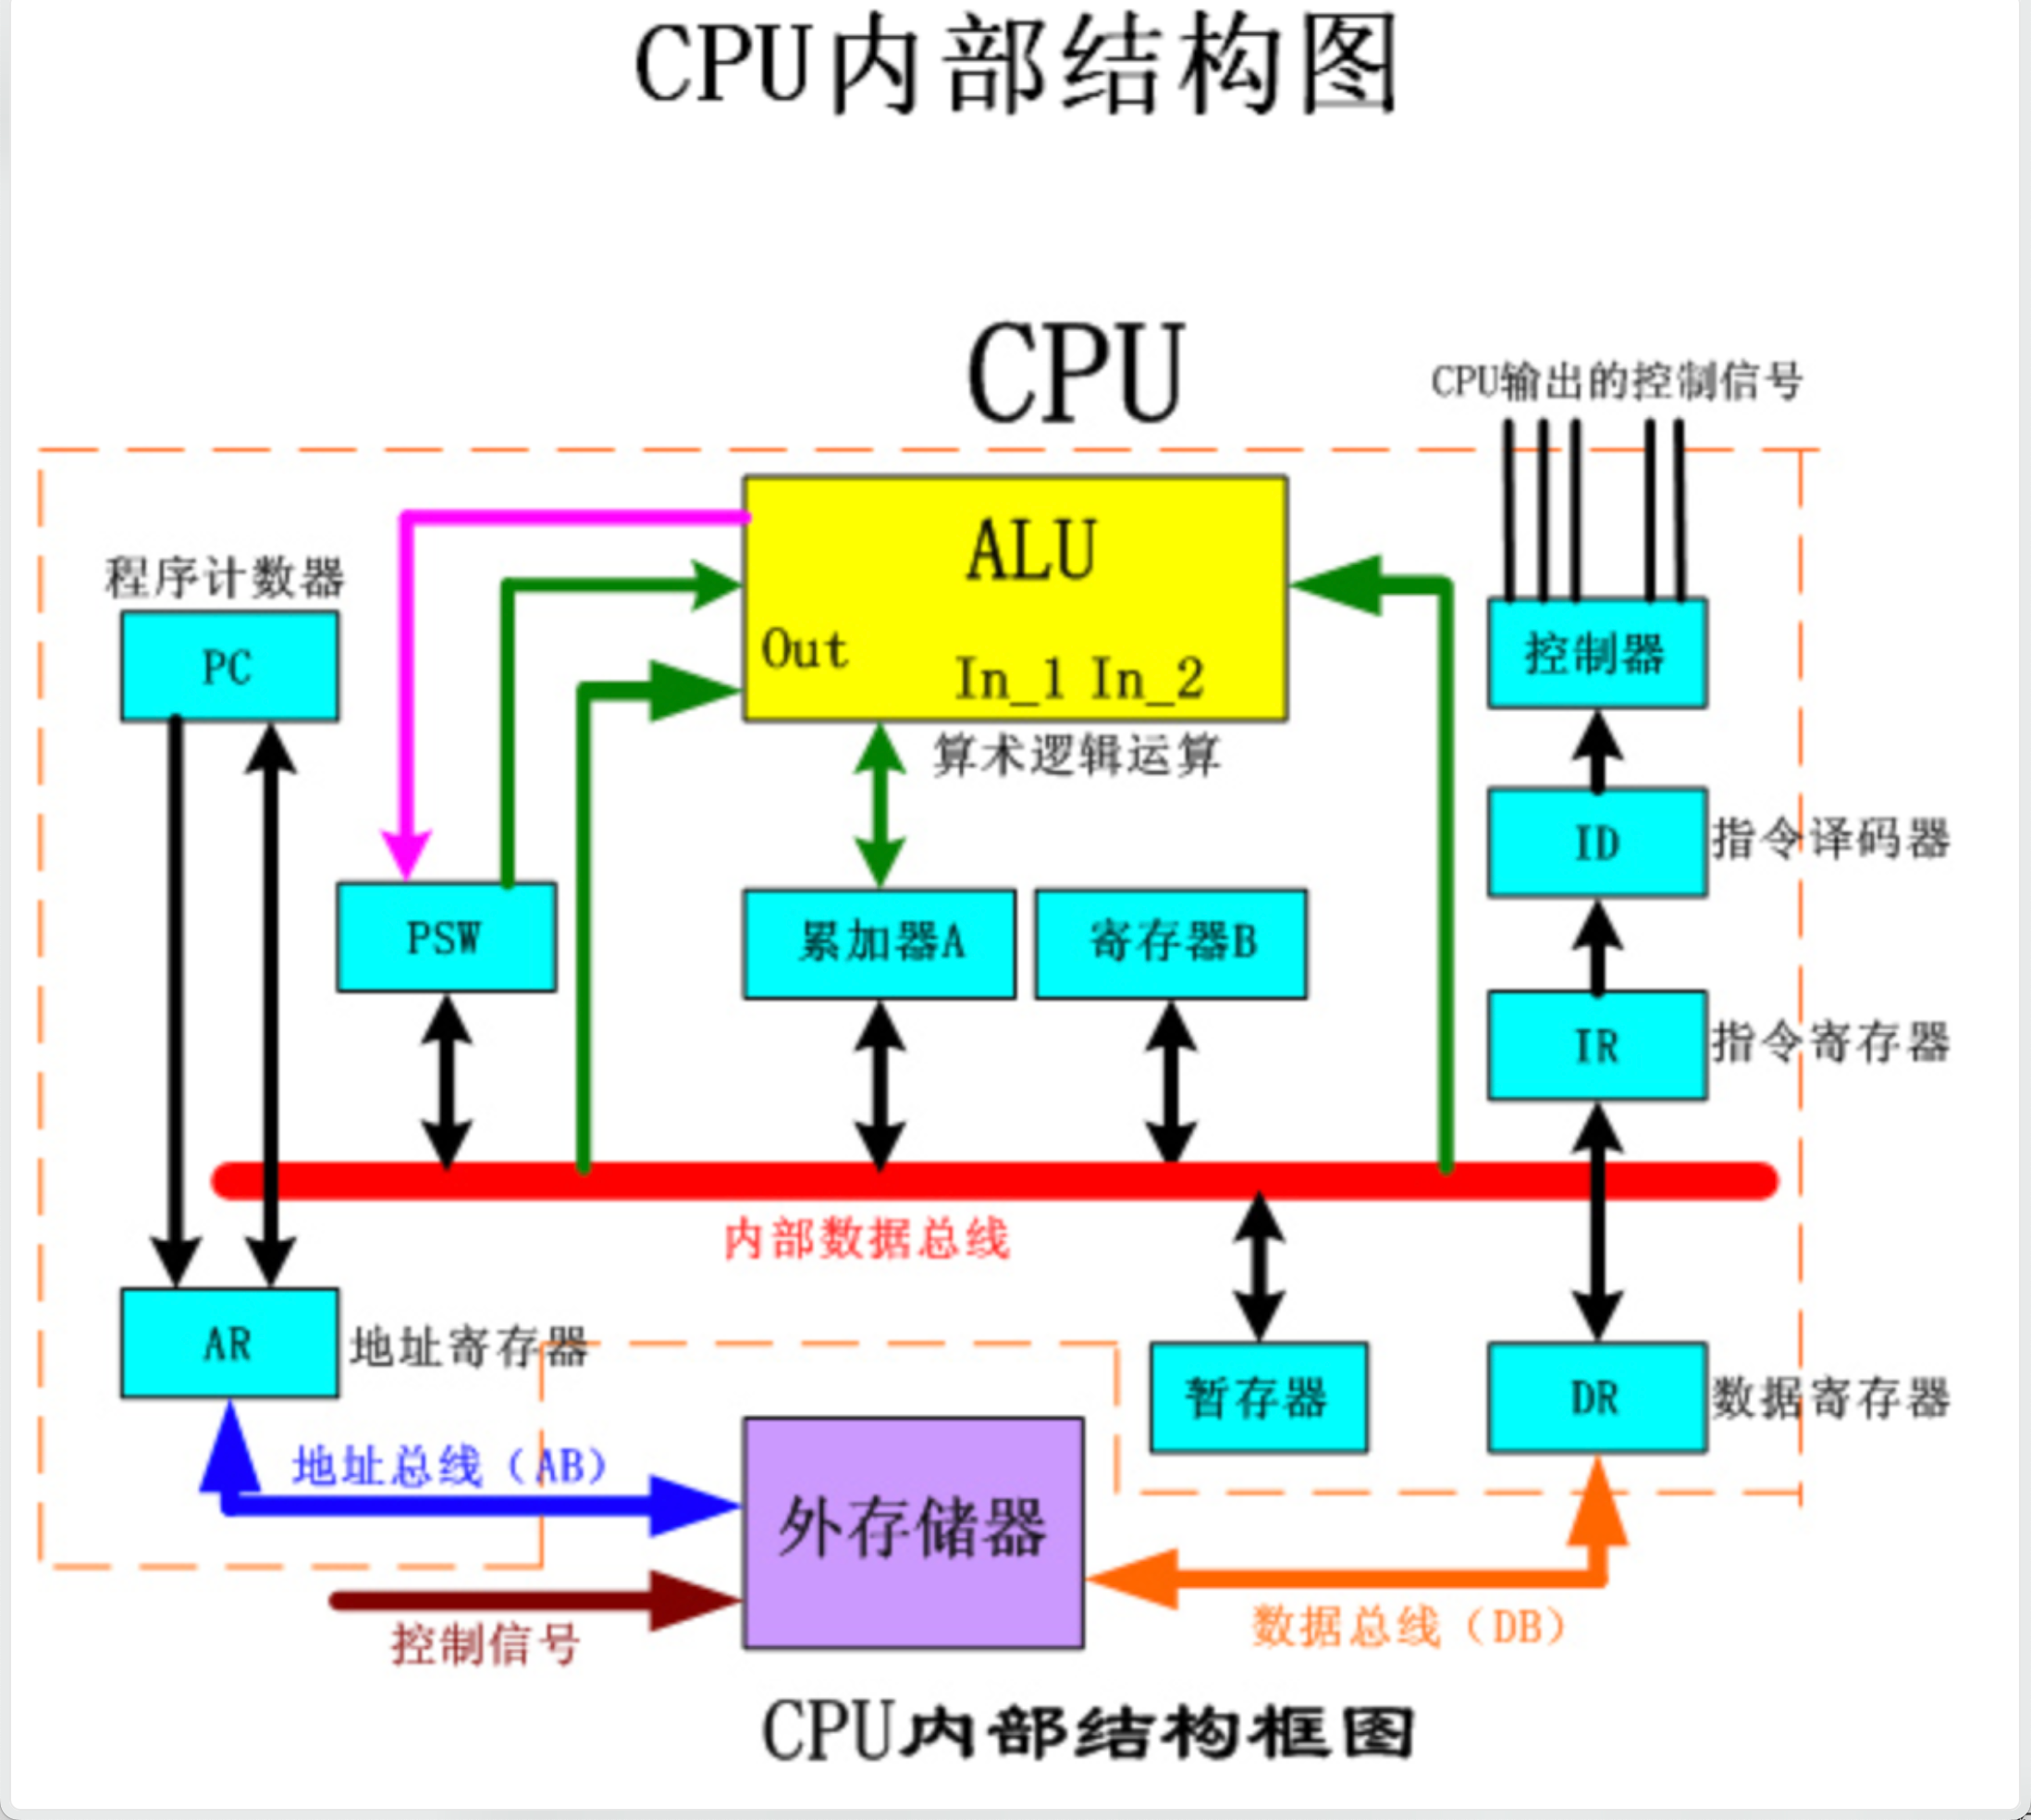 CPU内部结构图
CPU
CPU输出的控制信号
ALU
程序计数器
PC
Out
In_1 In_2
控制器
算术逻辑运算
ID
指令译码器
PSW
累加器A
寄存器B
IR
指令寄存器
内部数据总线
AR
地址寄存器
暂存器
DR
数据寄存器
地址总线（AB）
外存储器
控制信号
数据总线（DB）
CPU内部结构框图